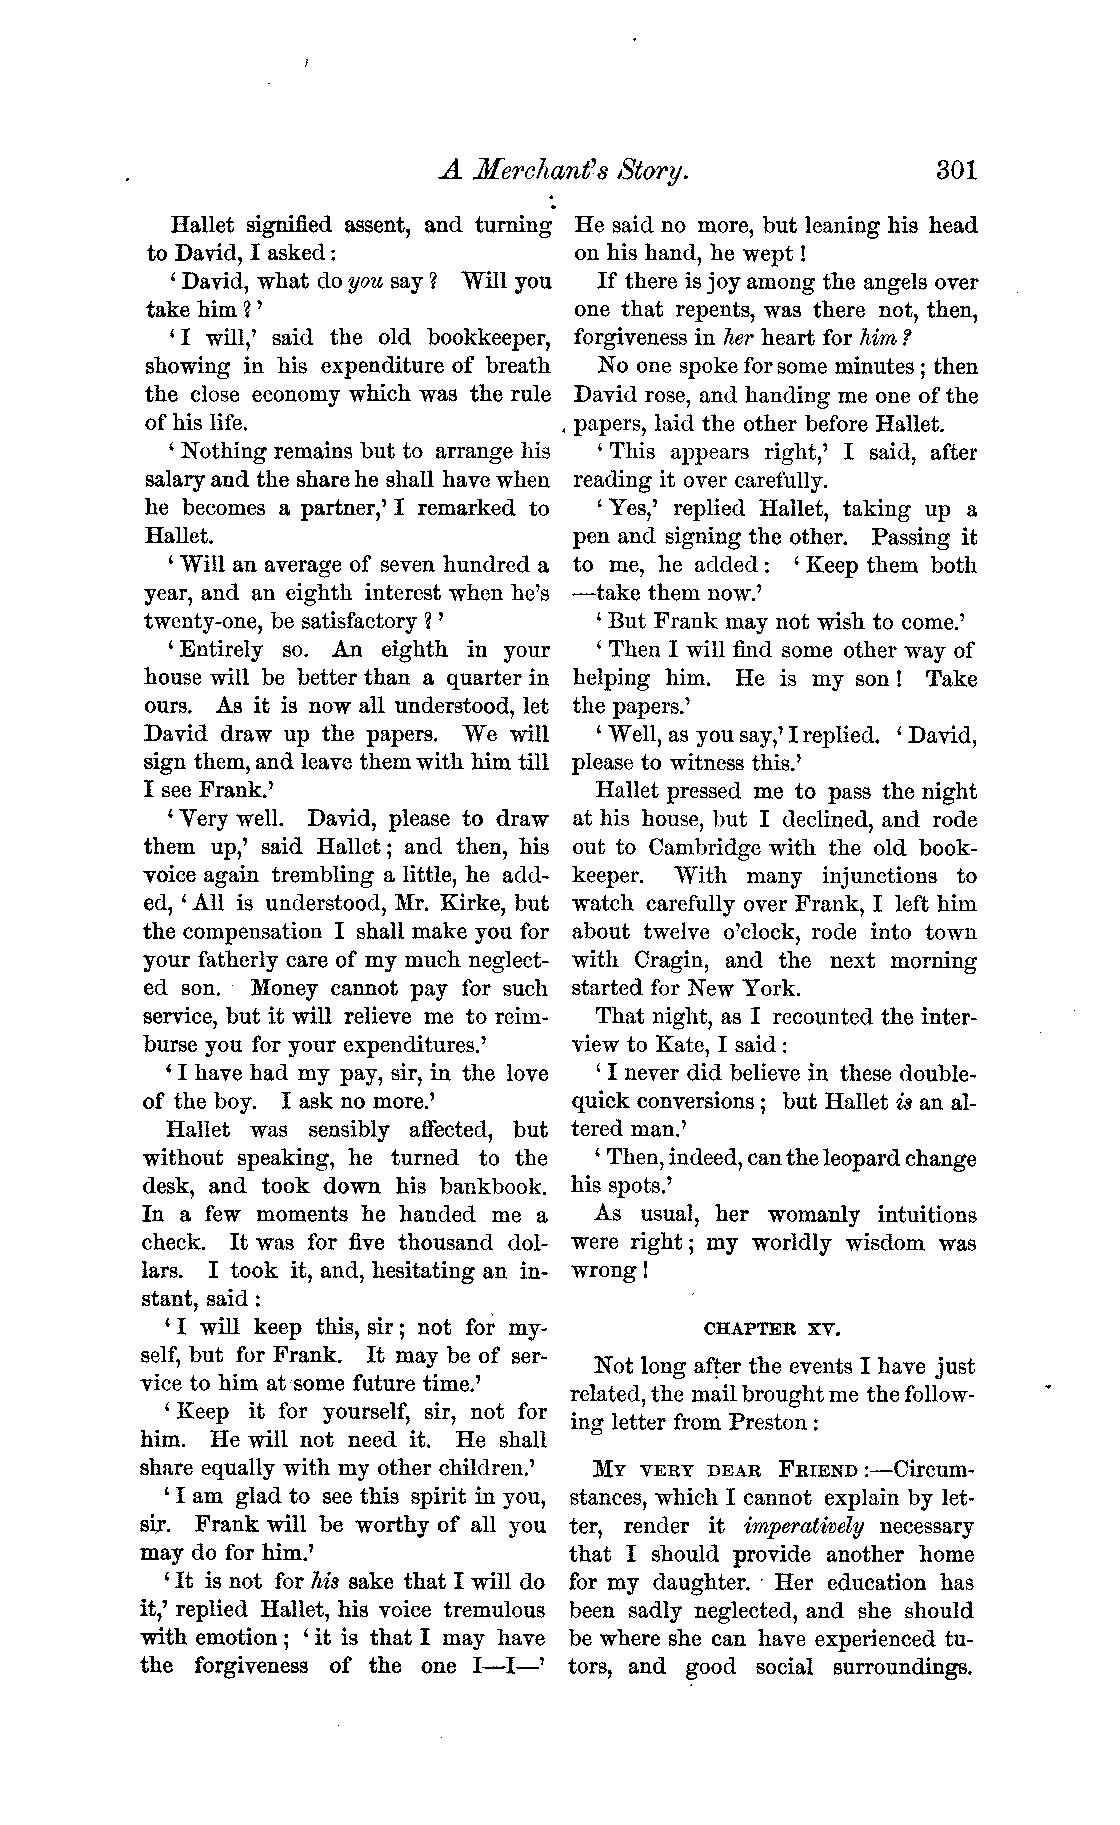 A Merchant's Story. 301
Hallet signified assent, and turning
to David, I asked:
'David, what do you say? Will you
take him?'
'I will,' said the old bookkeeper,
showing in his expenditure of breath
the close economy which was the rule
of his life.
'Nothing remains but to arrange his
salary and the share he shall have when
he becomes a partner,' I remarked to
Hallet.
'Will an average of seven hundred a
year, and an eighth interest when he's
twenty-one, be satisfactory?'
'Entirely so. An eighth in your
house will be better than a quarter in
ours. As it is now all understood, let
David draw up the papers. We will
sign them, and leave them with him till
I see Frank.'
'Very well. David, please to draw
them up,' said Hallet; and then, his
voice again trembling a little, he add-
ed, 'All is understood, Mr. Kirke, but
the compensation I shall make you for
your fatherly care of my much neglect-
ed son. Money cannot pay for such
service, but it will relieve me to reim-
burse you for your expenditures.'
'I have had my pay, sir, in the love
of the boy. I ask no more.'
Hallet was sensibly affected, but
without speaking, he turned to the
desk, and took down his bankbook.
In a few moments he handed me a
check. It was for five thousand dol-
lars. I took it, and, hesitating an in-
stant, said:
'I will keep this, sir; not for my-
self, but for Frank. It may be of ser-
vice to him at some future time.'
'Keep it for yourself, sir, not for
him. He will not need it. He shall
share equally with my other children.'
'I am glad to see this spirit in you,
sir. Frank will be worthy of all you
may do for him.'
'It is not for his sake that I will do
it,' replied Hallet, his voice tremulous
with emotion; 'it is that I may have
the forgiveness of the one I—I—'
He said no more, but leaning his head
on his hand, he wept!
If there is joy among the angels over
one that repents, was there not, then,
forgiveness in her heart for him?
No one spoke for some minutes; then
David rose, and handing me one of the
papers, laid the other before Hallet.
'This appears right,' I said, after
reading it over carefully.
'Yes,' replied Hallet, taking up a
pen and signing the other. Passing it
to me, he added: 'Keep them both
—take them now.'
'But Frank may not wish to come.'
'Then I will find some other way of
helping him. He is my son! Take
the papers.'
'Well, as you say,' I replied. 'David,
please to witness this.'
Hallet pressed me to pass the night
at his house, but I declined, and rode
out to Cambridge with the old book-
keeper. With many injunctions to
watch carefully over Frank, I left him
about twelve o'clock, rode into town
with Cragin, and the next morning
started for New York.
That night, as I recounted the inter-
view to Kate, I said:
'I never did believe in these double-
quick conversions; but Hallet is an al-
tered man.'
'Then, indeed, can the leopard change
his spots.'
As usual, her womanly intuitions
were right; my worldly wisdom was
wrong!
CHAPTER XV.
Not long after the events I have just
related, the mail brought me the follow-
ing letter from Preston:
MY VERY DEAR FRIEND:—Circum-
stances, which I cannot explain by let-
ter, render it imperatively necessary
that I should provide another home
for my daughter. Her education has
been sadly neglected, and she should
be where she can have experienced tu-
tors, and good social surroundings.